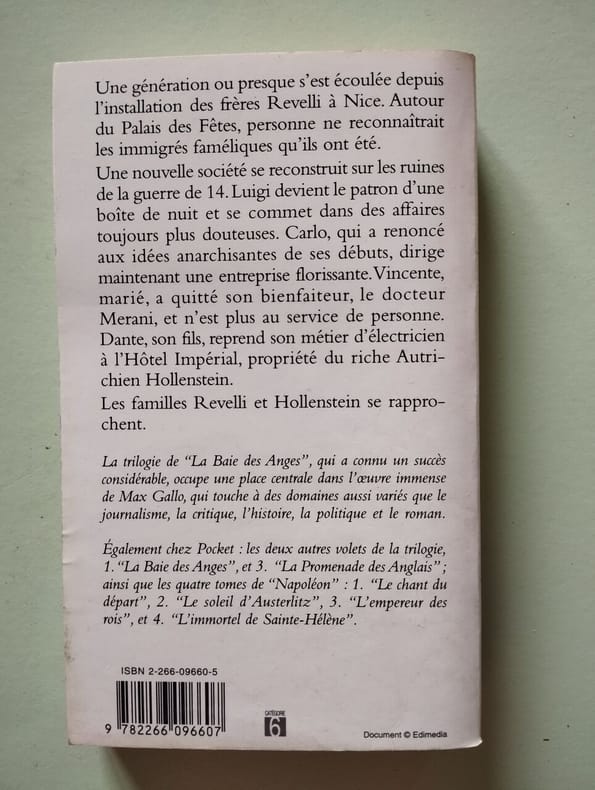 Une génération ou presque s'est écoulée depuis
l'installation des frères Revelli à Nice. Autour
du Palais des Fêtes, personne ne reconnaîtrait
les immigrés faméliques qu'ils ont été.
Une nouvelle société se reconstruit sur les ruines
de la guerre de 14. Luigi devient le patron d'une
boîte de nuit et se commet dans des affaires
toujours plus douteuses. Carlo, qui a renoncé
aux idées anarchisantes de ses débuts, dirige
maintenant une entreprise florissante. Vincente,
marié, a quitté son bienfaiteur, le docteur
Merani, et n'est plus au service de personne.
Dante, son fils, reprend son métier d'électricien
à l'Hôtel Impérial, propriété du riche Autri-
chien Hollenstein.
Les familles Revelli et Hollenstein se rappro-
chent.
La trilogie de "La Baie des Anges", qui a connu un succès
considérable, occupe une place centrale dans l'œuvre immense
de Max Gallo, qui touche à des domaines aussi variés que le
journalisme, la critique, l'histoire, la politique et le roman.
Également chez Pocket : les deux autres volets de la trilogie,
1. "La Baie des Anges", et 3. "La Promenade des Anglais" ;
ainsi que les quatre tomes de "Napoléon" : 1. "Le chant du
départ", 2. "Le soleil d'Austerlitz", 3. "L'empereur des
rois", et 4. "L'immortel de Sainte-Hélène".
ISBN 2-266-09660-5
9 782266 096607
CATÉGORIE
6
Document © Edimedia